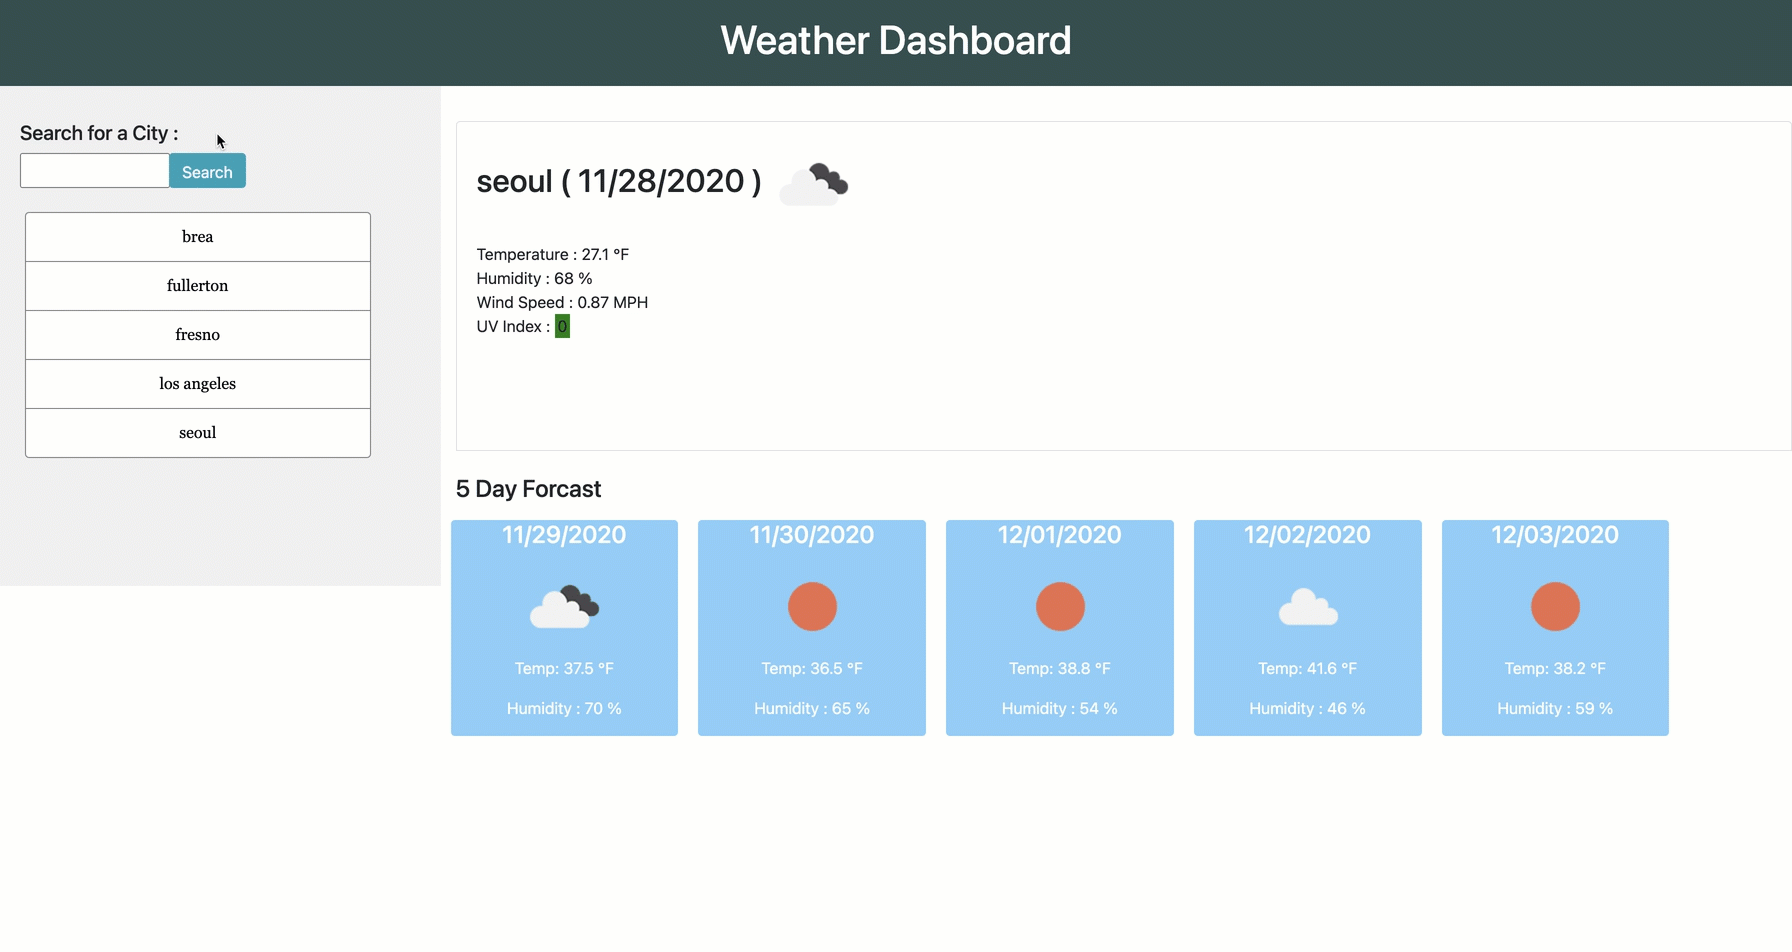 Weather Dashboard
Search for a City :
Search
brea
fullerton
fresno
los angeles
seoul
seoul ( 11/28/2020 )
Temperature : 27.1 °F
Humidity : 68 %
Wind Speed : 0.87 MPH
UV Index : 0
5 Day Forcast
11/29/2020
Temp: 37.5 °F
Humidity : 70 %
11/30/2020
Temp: 36.5 °F
Humidity : 65 %
12/01/2020
Temp: 38.8 °F
Humidity : 54 %
12/02/2020
Temp: 41.6 °F
Humidity : 46 %
12/03/2020
Temp: 38.2 °F
Humidity : 59 %